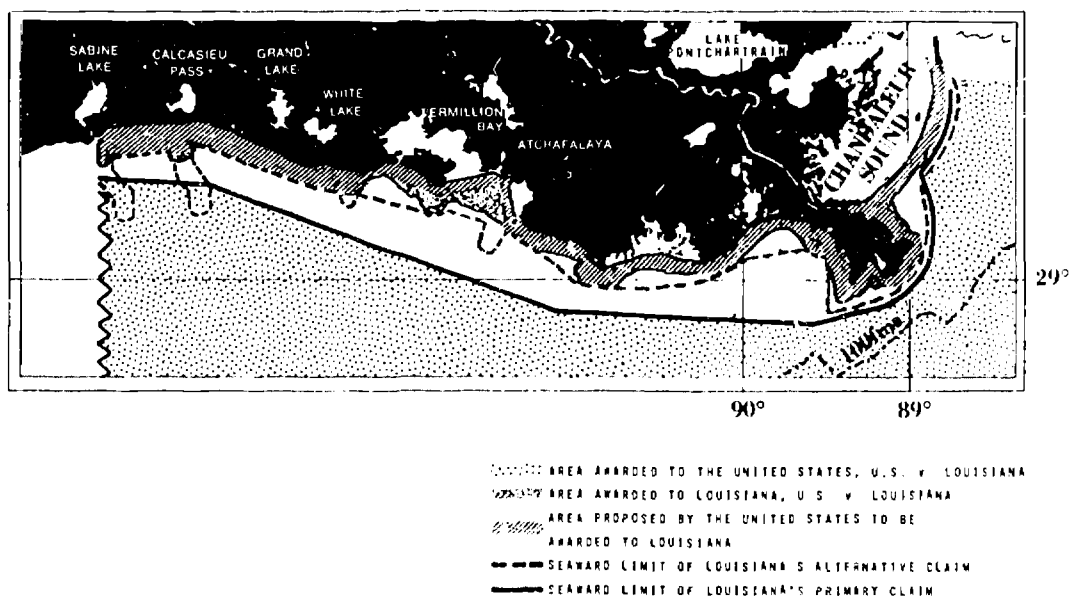 SABINE
LAKE
CALCASIEU
PASS
GRAND
LAKE
WHITE
LAKE
VERMILLION
BAY
ATCHAFALAYA
LAKE
PONTCHARTRAIN
CHANDALEUR
SOUND
29°
90°
89°
AREA AWARDED TO THE UNITED STATES, U.S. v LOUISIANA
AREA AWARDED TO LOUISIANA, U S v LOUISIANA
AREA PROPOSED BY THE UNITED STATES TO BE
AWARDED TO LOUISIANA
SEAWARD LIMIT OF LOUISIANA S ALTERNATIVE CLAIM
SEAWARD LIMIT OF LOUISIANA'S PRIMARY CLAIM